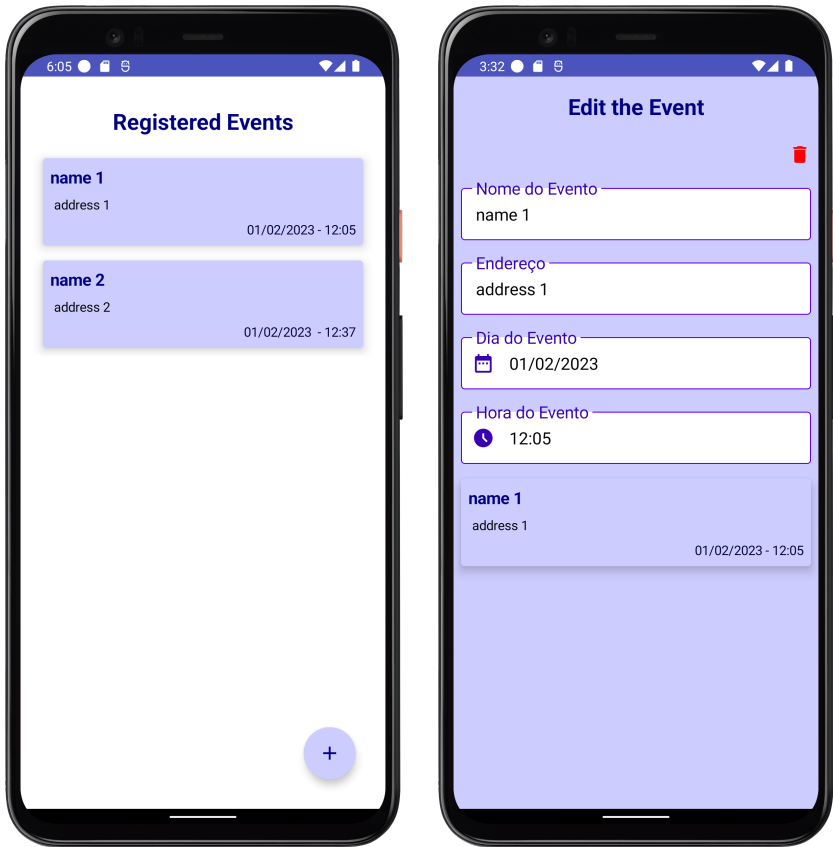 6:05
Registered Events
name 1
address 1
01/02/2023 - 12:05
name 2
address 2
01/02/2023  - 12:37
+
3:32
Edit the Event
Nome do Evento
name 1
Endereço
address 1
Dia do Evento
01/02/2023
Hora do Evento
12:05
name 1
address 1
01/02/2023 - 12:05